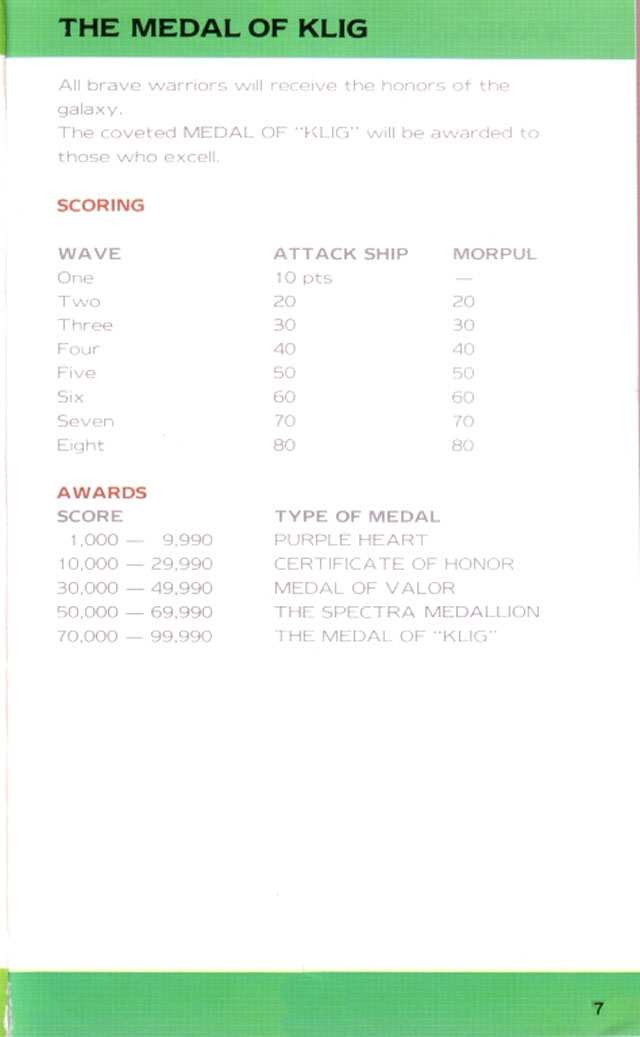 THE MEDAL OF KLIG
All brave warriors will receive the honors of the
galaxy.
The coveted MEDAL OF "KLIG" will be awarded to
those who excell.
SCORING
WAVE ATTACK SHIP MORPUL
One 10 pts —
Two 20 20
Three 30 30
Four 40 40
Five 50 50
Six 60 60
Seven 70 70
Eight 80 80
AWARDS
SCORE TYPE OF MEDAL
1,000 — 9,990 PURPLE HEART
10,000 — 29,990 CERTIFICATE OF HONOR
30,000 — 49,990 MEDAL OF VALOR
50,000 — 69,990 THE SPECTRA MEDALLION
70,000 — 99,990 THE MEDAL OF "KLIG"
7